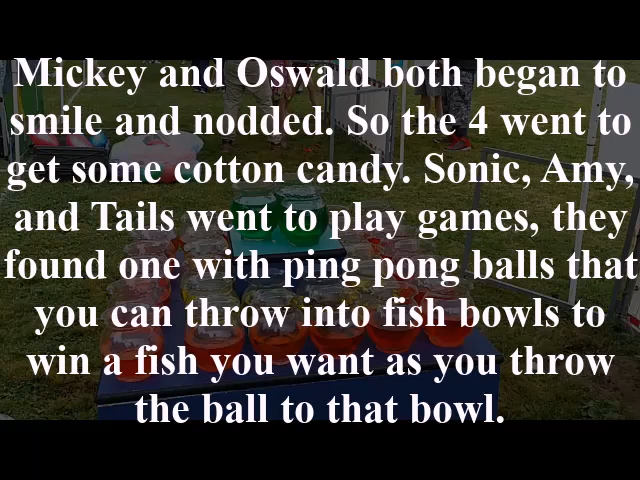 Mickey and Oswald both began to
smile and nodded. So the 4 went to
get some cotton candy. Sonic, Amy,
and Tails went to play games, they
found one with ping pong balls that
you can throw into fish bowls to
win a fish you want as you throw
the ball to that bowl.